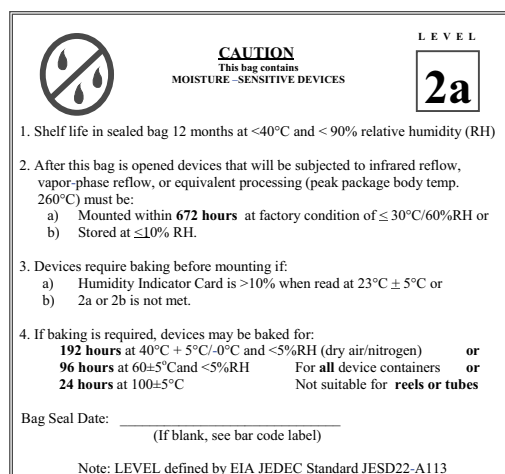 LEVEL
CAUTION
This bag contains
MOISTURE –SENSITIVE DEVICES
2a
1. Shelf life in sealed bag 12 months at <40°C and < 90% relative humidity (RH)
2. After this bag is opened devices that will be subjected to infrared reflow,
vapor-phase reflow, or equivalent processing (peak package body temp.
260°C) must be:
a) Mounted within 672 hours at factory condition of ≤ 30°C/60%RH or
b) Stored at ≤10% RH.
3. Devices require baking before mounting if:
a) Humidity Indicator Card is >10% when read at 23°C ± 5°C or
b) 2a or 2b is not met.
4. If baking is required, devices may be baked for:
192 hours at 40°C + 5°C/-0°C and <5%RH (dry air/nitrogen) or
96 hours at 60±5°Cand <5%RH For all device containers or
24 hours at 100±5°C Not suitable for reels or tubes
Bag Seal Date: ______________________________
(If blank, see bar code label)
Note: LEVEL defined by EIA JEDEC Standard JESD22-A113